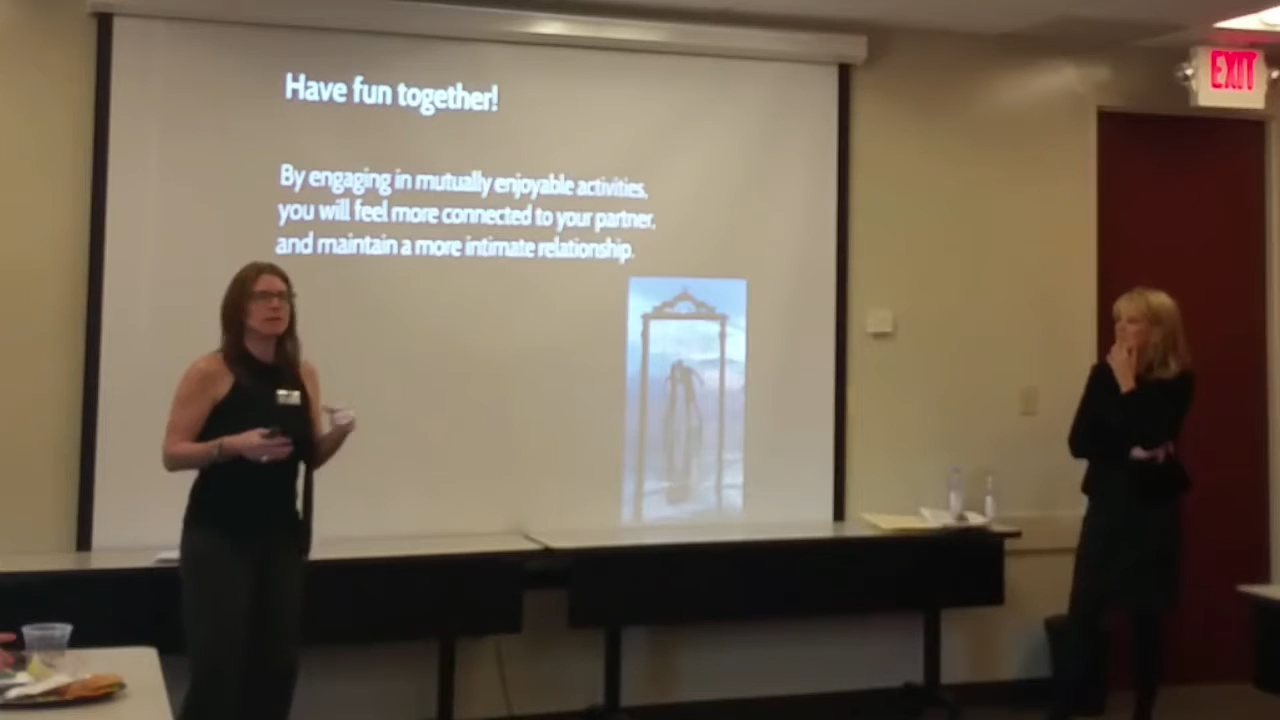 Have fun together!
By engaging in mutually enjoyable activities,
you will feel more connected to your partner,
and maintain a more intimate relationship.
EXIT